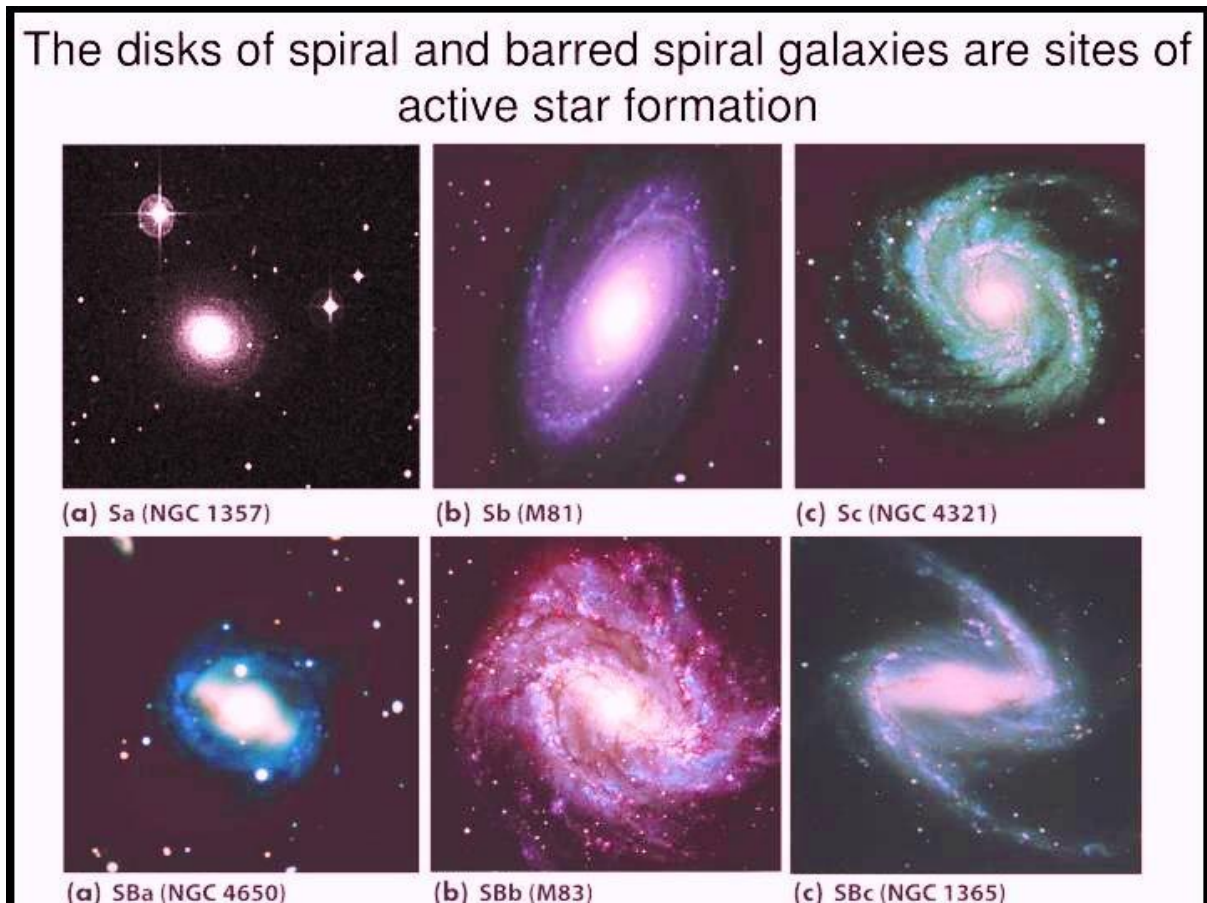 The disks of spiral and barred spiral galaxies are sites of
active star formation
(a) Sa (NGC 1357)
(b) Sb (M81)
(c) Sc (NGC 4321)
(a) SBa (NGC 4650)
(b) SBb (M83)
(c) SBc (NGC 1365)